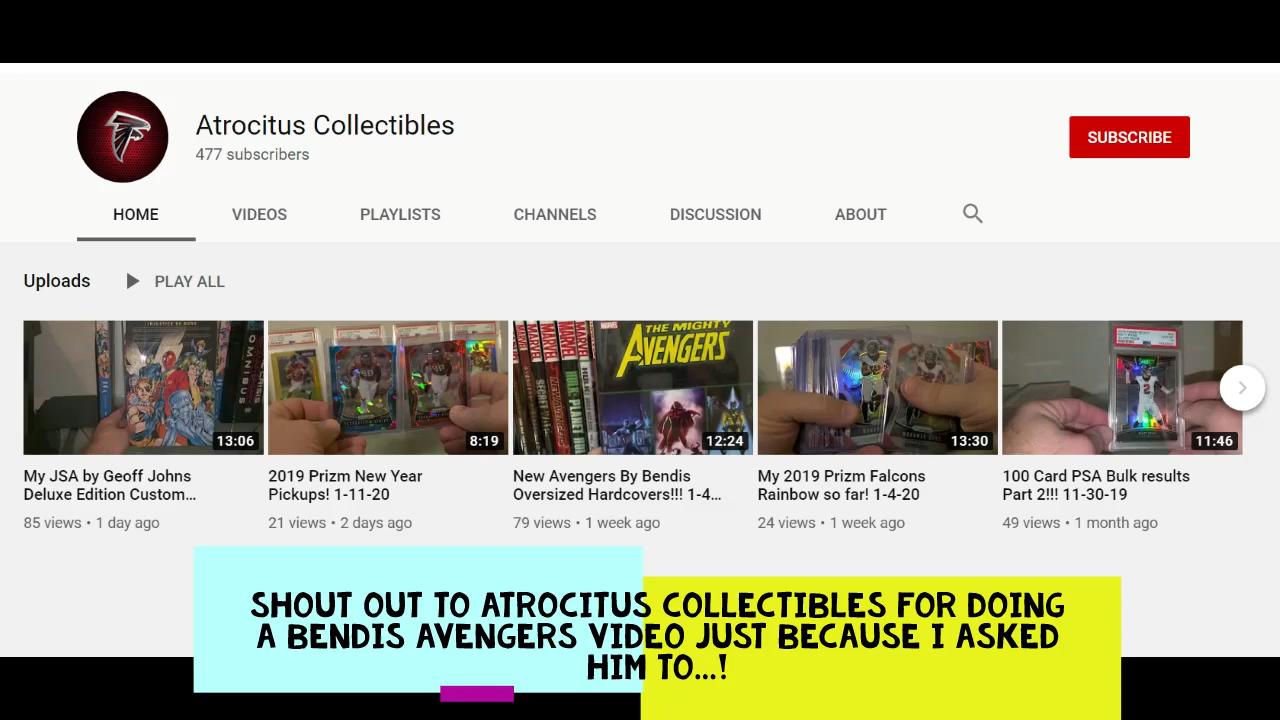 Atrocitus Collectibles
477 subscribers
SUBSCRIBE
HOME VIDEOS PLAYLISTS CHANNELS DISCUSSION ABOUT
Uploads PLAY ALL
THE MIGHTY
AVENGERS
MARVEL
OMNIBUS
13:06 8:19 12:24 13:30 11:46
My JSA by Geoff Johns
Deluxe Edition Custom...
85 views • 1 day ago
2019 Prizm New Year
Pickups! 1-11-20
21 views • 2 days ago
New Avengers By Bendis
Oversized Hardcovers!!! 1-4...
79 views • 1 week ago
My 2019 Prizm Falcons
Rainbow so far! 1-4-20
24 views • 1 week ago
100 Card PSA Bulk results
Part 2!!! 11-30-19
49 views • 1 month ago
SHOUT OUT TO ATROCITUS COLLECTIBLES FOR DOING
A BENDIS AVENGERS VIDEO JUST BECAUSE I ASKED
HIM TO...!